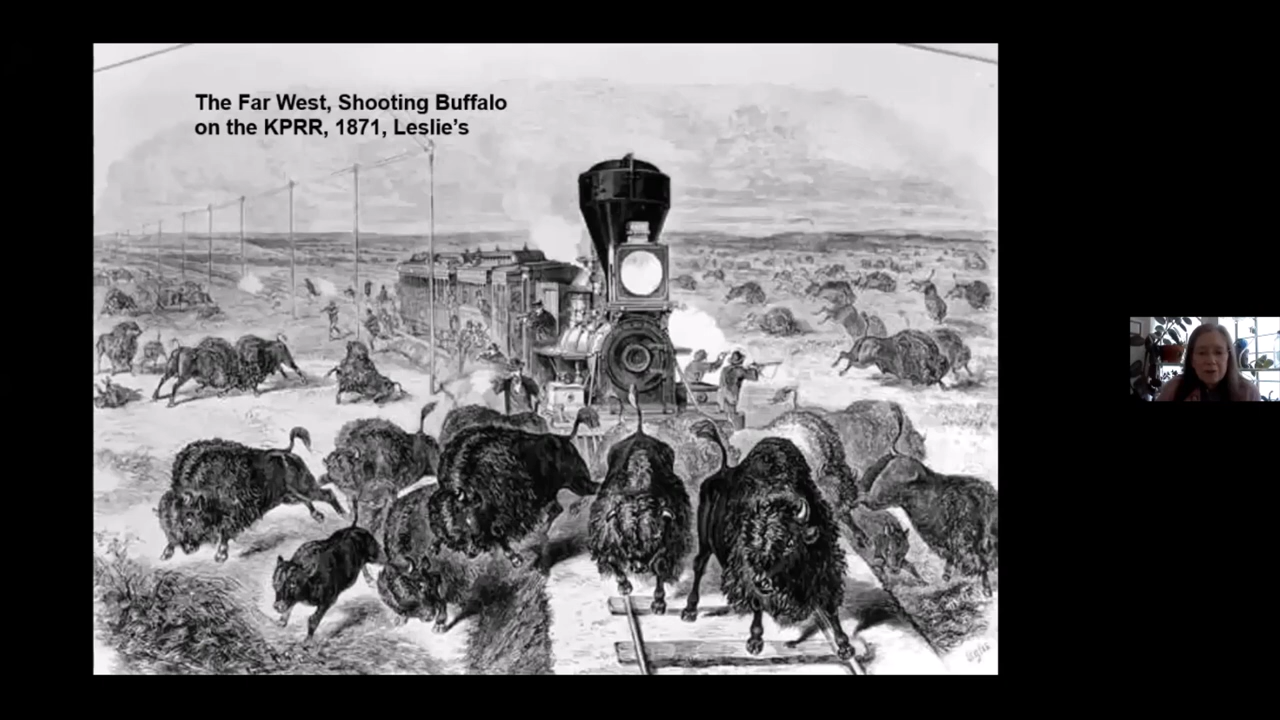 The Far West, Shooting Buffalo
on the KPRR, 1871, Leslie's